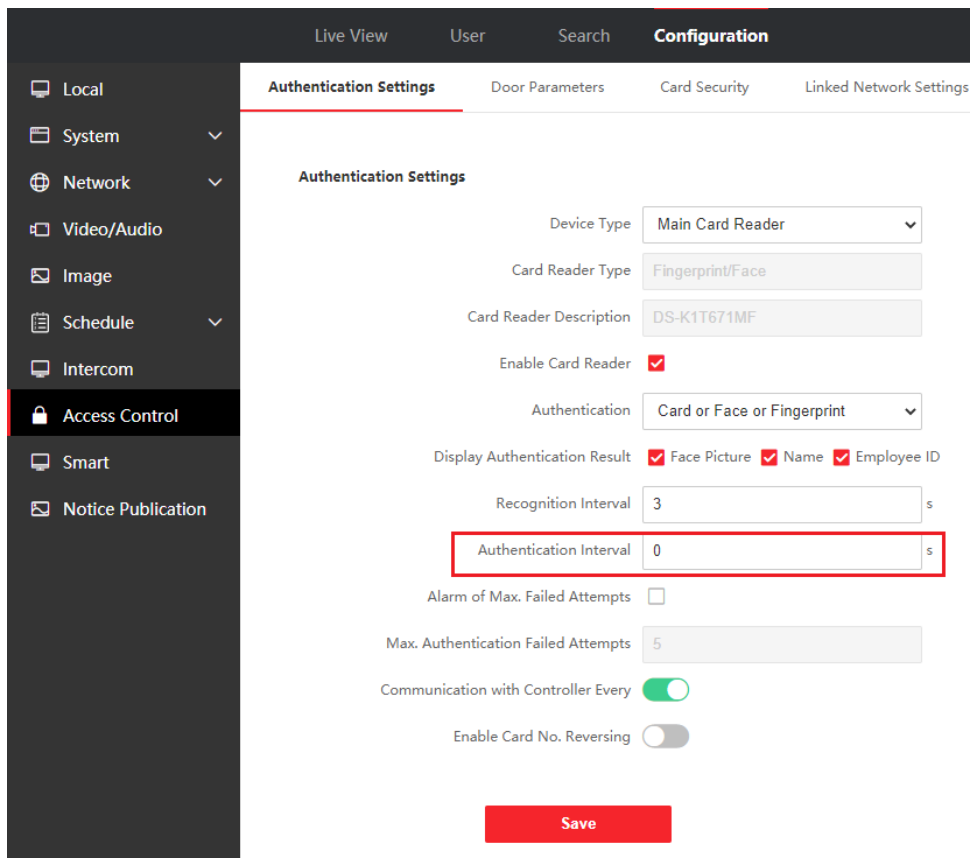 Live View User Search Configuration
Local
System
Network
Video/Audio
Image
Schedule
Intercom
Access Control
Smart
Notice Publication
Authentication Settings Door Parameters Card Security Linked Network Settings
Authentication Settings
Device Type Main Card Reader
Card Reader Type Fingerprint/Face
Card Reader Description DS-K1T671MF
Enable Card Reader
Authentication Card or Face or Fingerprint
Display Authentication Result Face Picture Name Employee ID
Recognition Interval 3 s
Authentication Interval 0 s
Alarm of Max. Failed Attempts
Max. Authentication Failed Attempts 5
Communication with Controller Every
Enable Card No. Reversing
Save